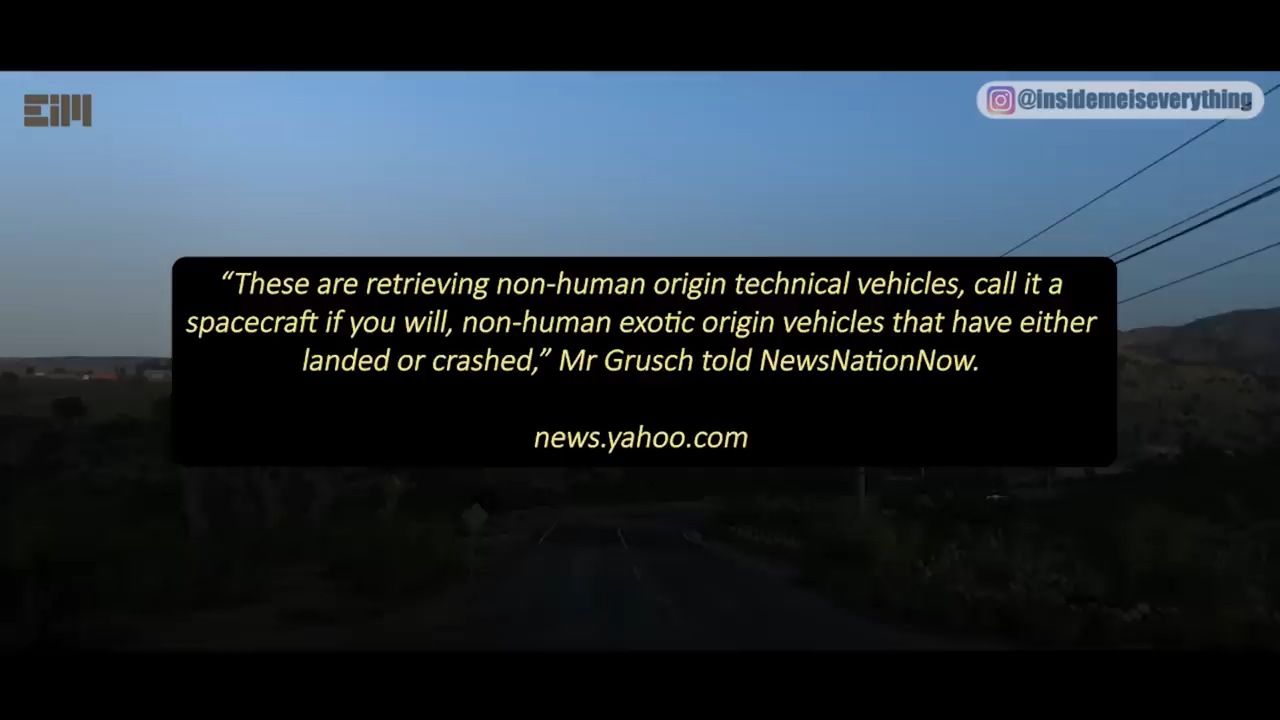 EiM
@insidemeiseverything
“These are retrieving non-human origin technical vehicles, call it a
spacecraft if you will, non-human exotic origin vehicles that have either
landed or crashed,” Mr Grusch told NewsNationNow.
news.yahoo.com